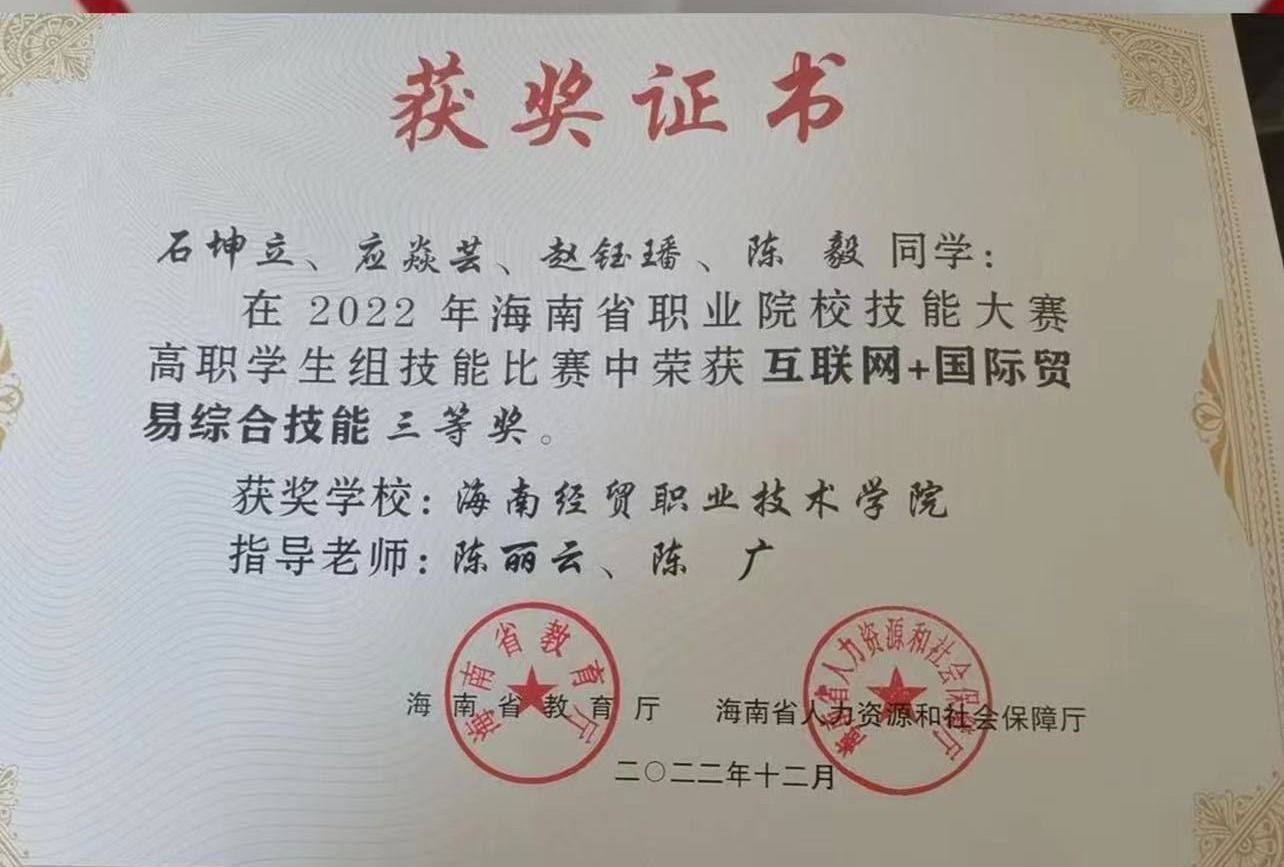 获奖证书
石坤立、应焱芸、赵钰璠、陈 毅 同学：
在 2022 年海南省职业院校技能大赛
高职学生组技能比赛中荣获 互联网+国际贸
易综合技能 三等奖。
获奖学校：海南经贸职业技术学院
指导老师：陈丽云、陈 广
海南省教育厅
海南省人力资源和社会保障厅
海南省教育厅 海南省人力资源和社会保障厅
二〇二二年十二月